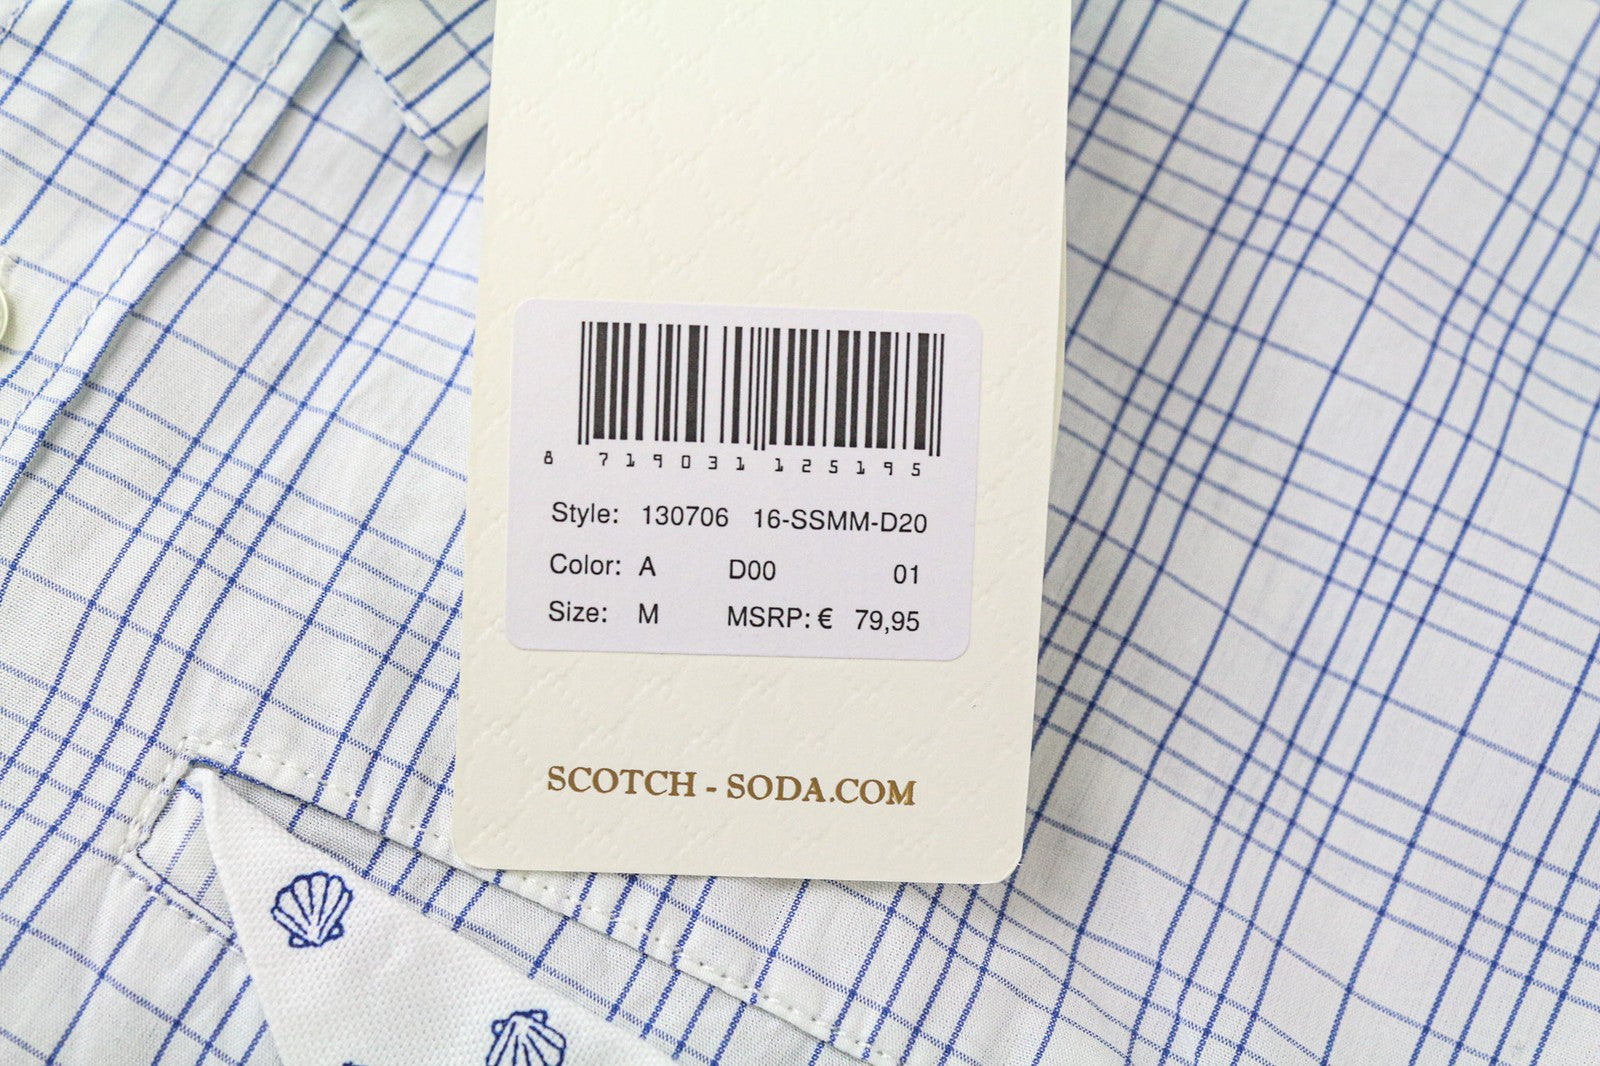 8 719031 125195
Style: 130706 16-SSMM-D20
Color: A D00 01
Size: M MSRP: € 79,95
SCOTCH - SODA.COM